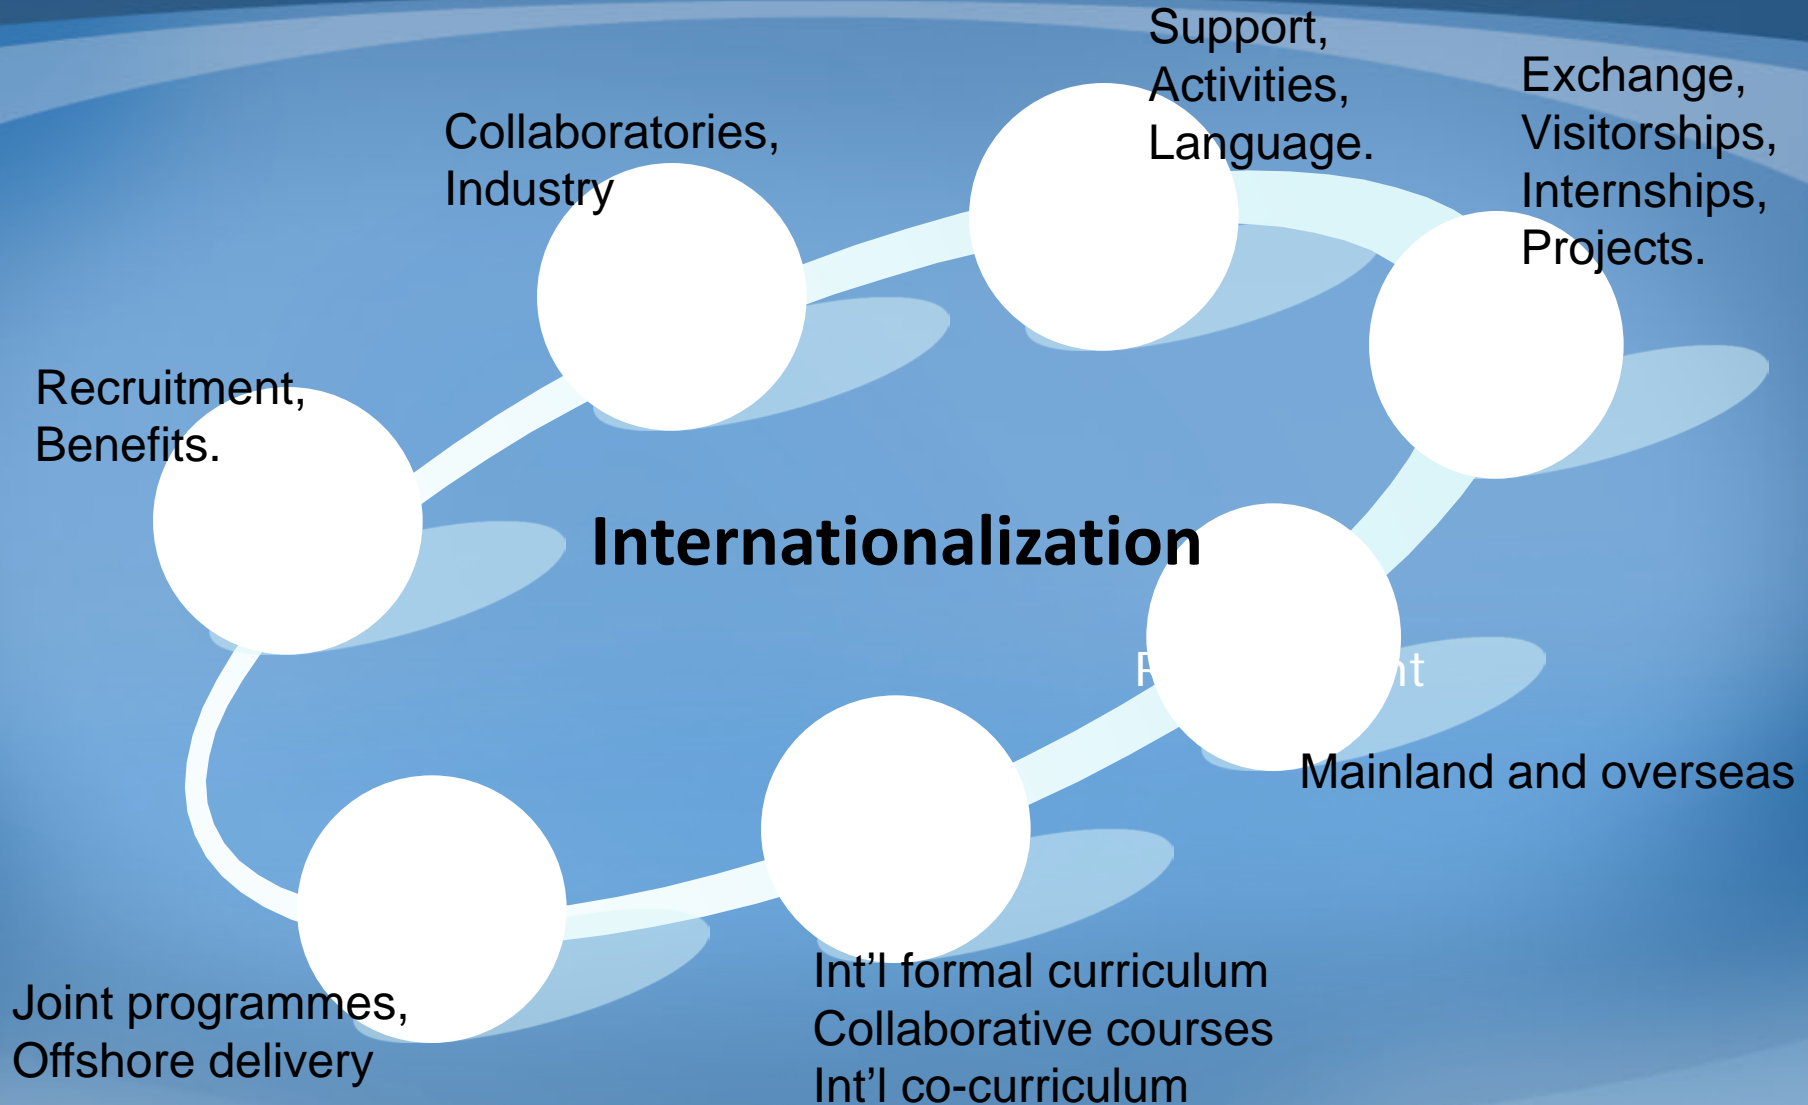 Support,
Activities,
Language.
Exchange,
Visitorships,
Internships,
Projects.
Collaboratories,
Industry
Recruitment,
Benefits.
Internationalization
Mainland and overseas
Int’l formal curriculum
Collaborative courses
Int’l co-curriculum
Joint programmes,
Offshore delivery